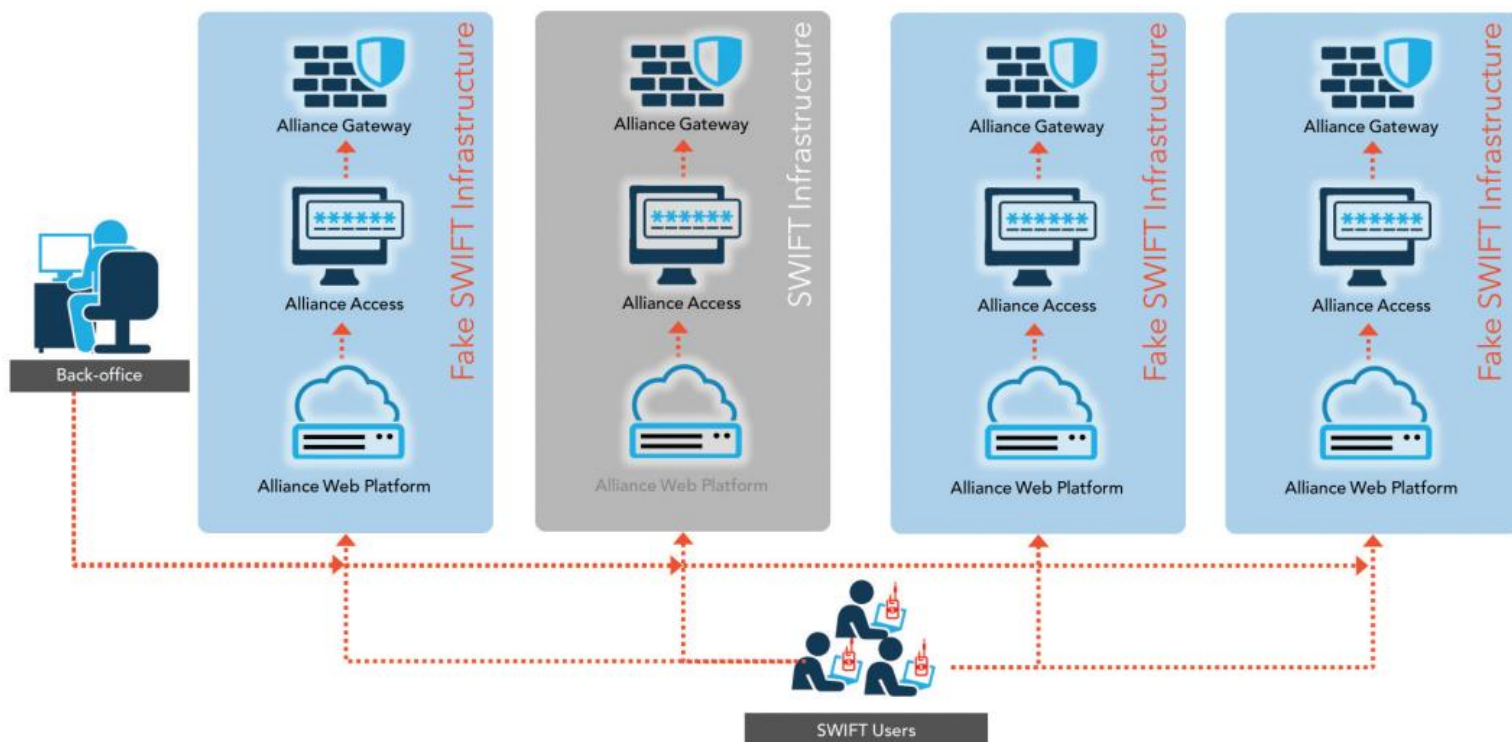 Alliance Gateway
Alliance Access
Alliance Web Platform
Fake SWIFT Infrastructure
Alliance Gateway
Alliance Access
Alliance Web Platform
SWIFT Infrastructure
Alliance Gateway
Alliance Access
Alliance Web Platform
Fake SWIFT Infrastructure
Alliance Gateway
Alliance Access
Alliance Web Platform
Fake SWIFT Infrastructure
Back-office
SWIFT Users